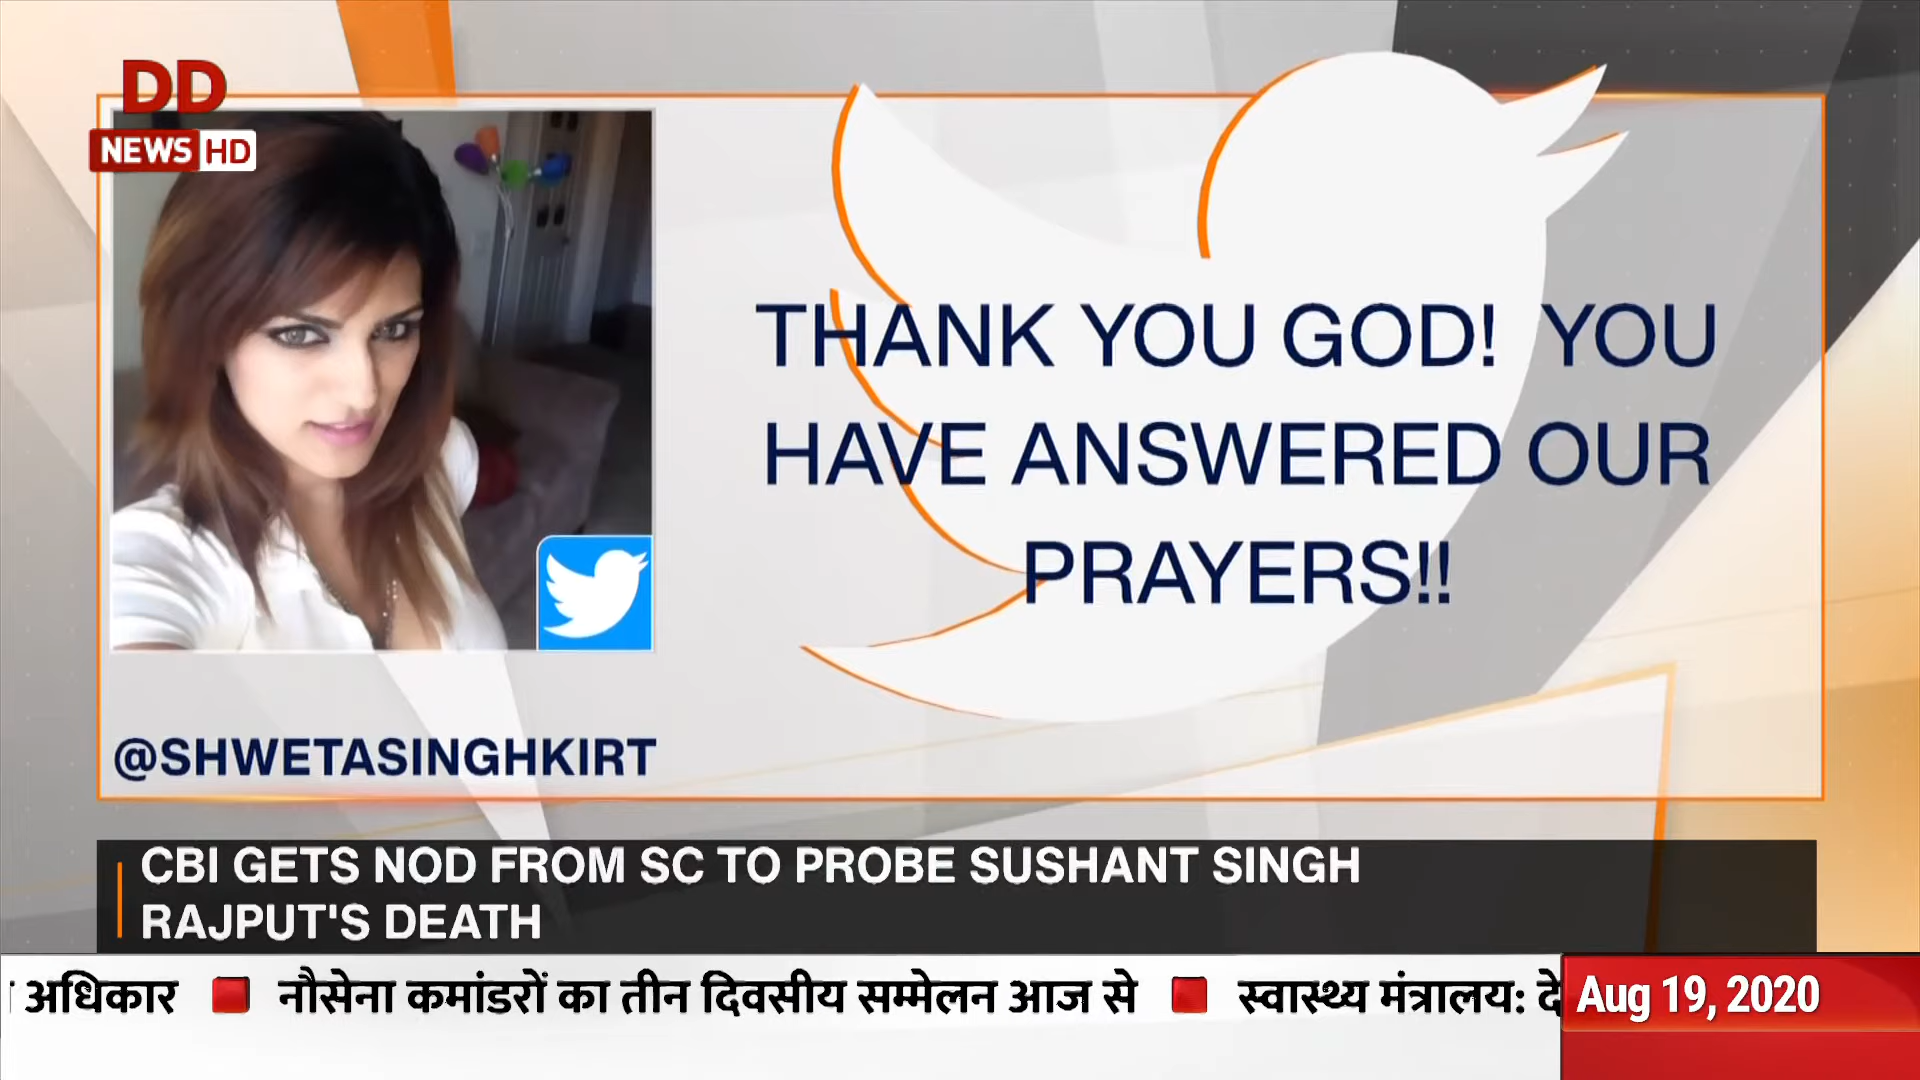 DD
NEWS HD
THANK YOU GOD! YOU
HAVE ANSWERED OUR
PRAYERS!!
@SHWETASINGHKIRT
CBI GETS NOD FROM SC TO PROBE SUSHANT SINGH
RAJPUT'S DEATH
अधिकार नौसेना कमांडरों का तीन दिवसीय सम्मेलन आज से स्वास्थ्य मंत्रालय:
Aug 19, 2020